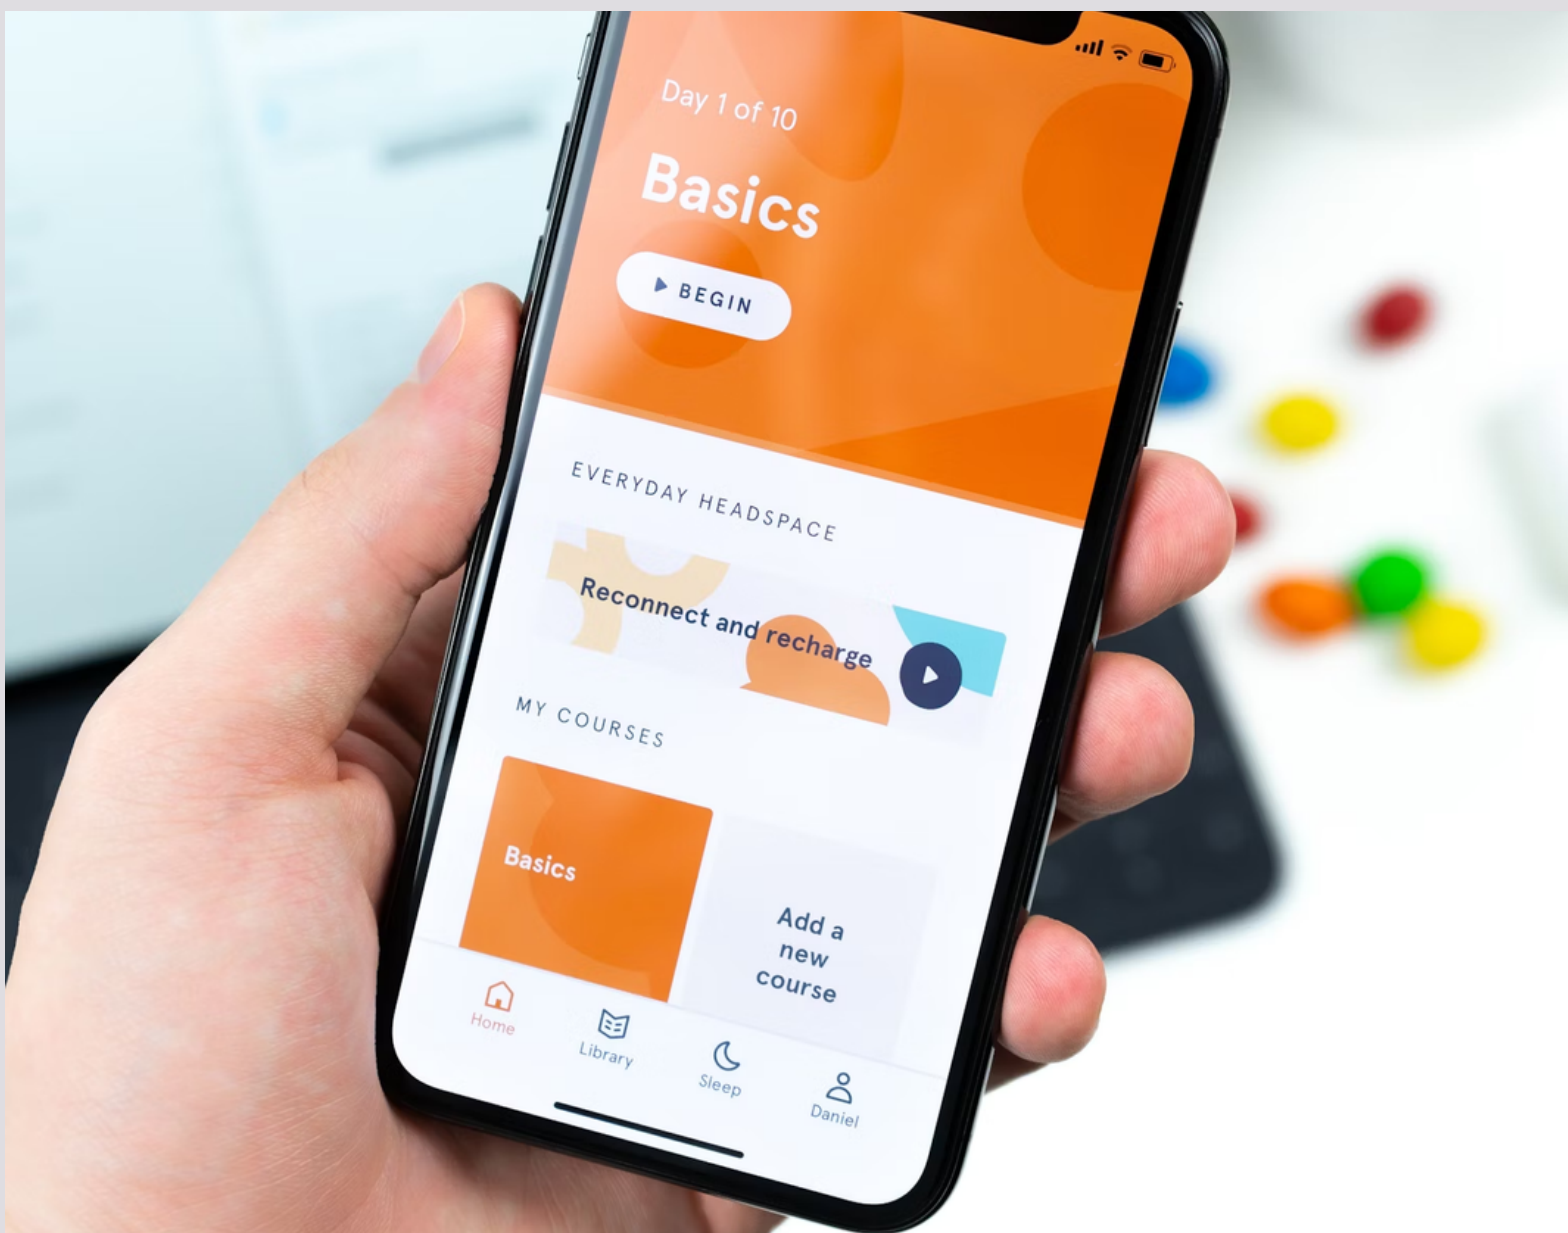 Day 1 of 10
Basics
BEGIN
EVERYDAY HEADSPACE
Reconnect and recharge
MY COURSES
Basics
Add a
new
course
Home
Library
Sleep
Daniel